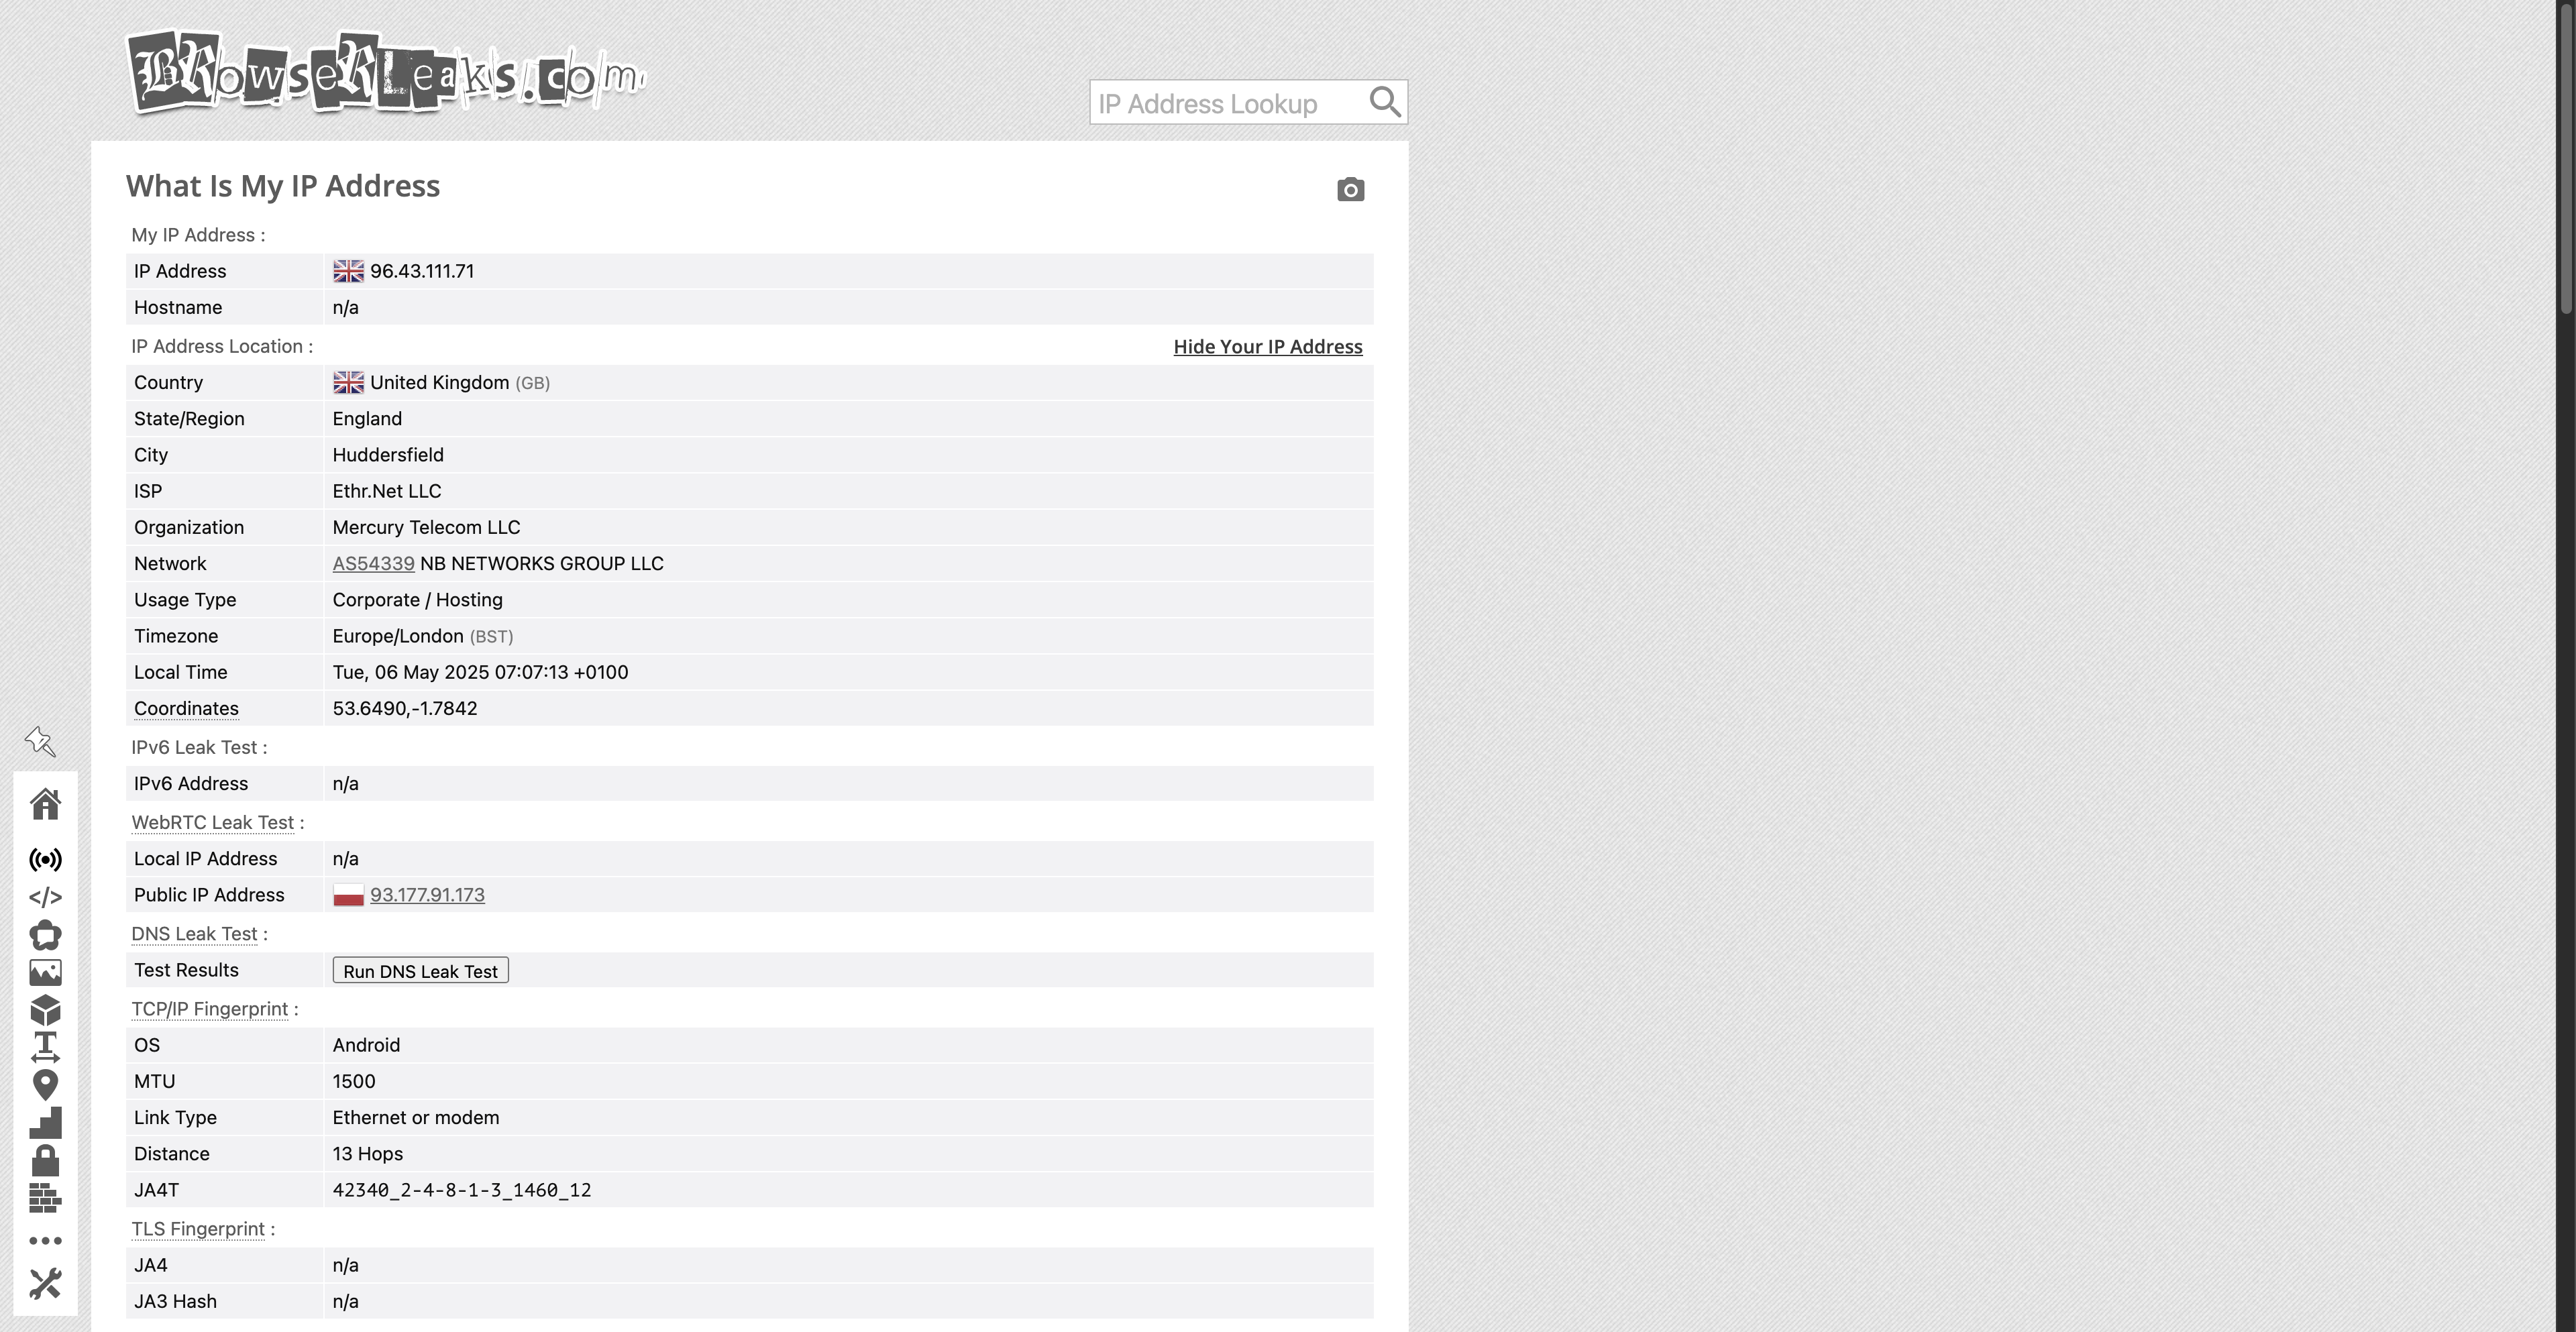 BRowseRLeaks.com
IP Address Lookup
What Is My IP Address
My IP Address :
IP Address 96.43.111.71
Hostname n/a
IP Address Location : Hide Your IP Address
Country United Kingdom (GB)
State/Region England
City Huddersfield
ISP Ethr.Net LLC
Organization Mercury Telecom LLC
Network AS54339 NB NETWORKS GROUP LLC
Usage Type Corporate / Hosting
Timezone Europe/London (BST)
Local Time Tue, 06 May 2025 07:07:13 +0100
Coordinates 53.6490,-1.7842
IPv6 Leak Test :
IPv6 Address n/a
WebRTC Leak Test :
Local IP Address n/a
Public IP Address 93.177.91.173
DNS Leak Test :
Test Results Run DNS Leak Test
TCP/IP Fingerprint :
OS Android
MTU 1500
Link Type Ethernet or modem
Distance 13 Hops
JA4T 42340_2-4-8-1-3_1460_12
TLS Fingerprint :
JA4 n/a
JA3 Hash n/a